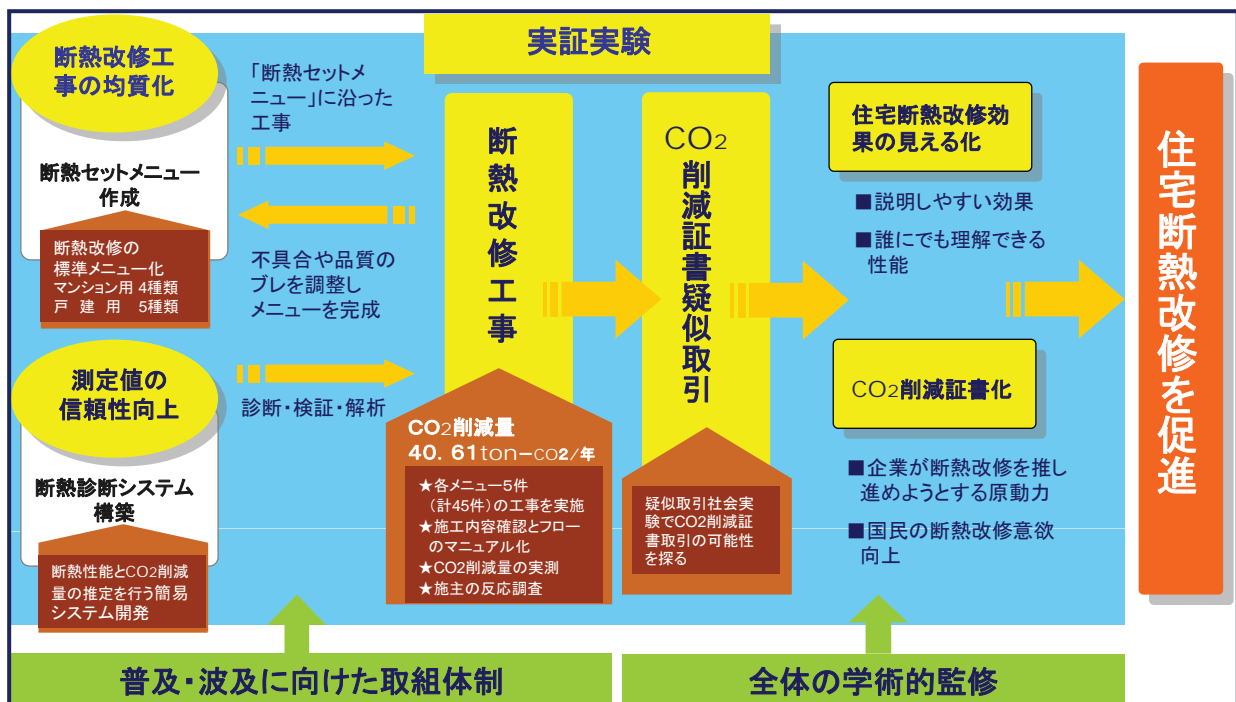 実証実験
断熱改修工
事の均質化
断熱セットメニュー
作成
断熱改修の
標準メニュー化
マンション用 4種類
戸 建 用 5種類
「断熱セットメ
ニュー」に沿った
工事
不具合や品質の
ブレを調整し
メニューを完成
測定値の
信頼性向上
断熱診断システム
構築
断熱性能とCO2削減
量の推定を行う簡易
システム開発
診断・検証・解析
断熱改修工事
CO2削減量
40.61ton-CO2/年
★各メニュー5件
(計45件)の工事を実施
★施工内容確認とフロー
のマニュアル化
★CO2削減量の実測
★施主の反応調査
CO2
削減証書疑似取引
疑似取引社会実
験でCO2削減証
書取引の可能性
を探る
住宅断熱改修効
果の見える化
■説明しやすい効果
■誰にでも理解できる
性能
CO2削減証書化
■企業が断熱改修を推し
進めようとする原動力
■国民の断熱改修意欲
向上
住宅断熱改修を促進
普及・波及に向けた取組体制
全体の学術的監修